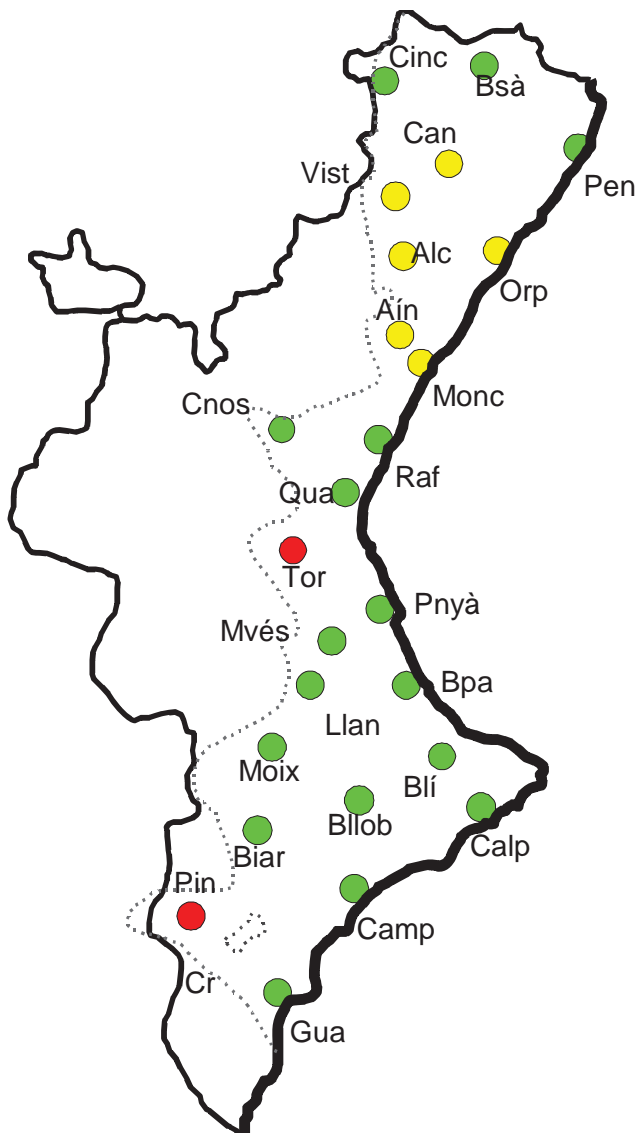 Cinc
Bsà
Can
Vist
Pen
Alc
Orp
Aín
Monc
Cnos
Raf
Qua
Tor
Pnyà
Mvés
Bpa
Llan
Moix
Blí
Bllob
Calp
Biar
Pin
Camp
Cr
Gua